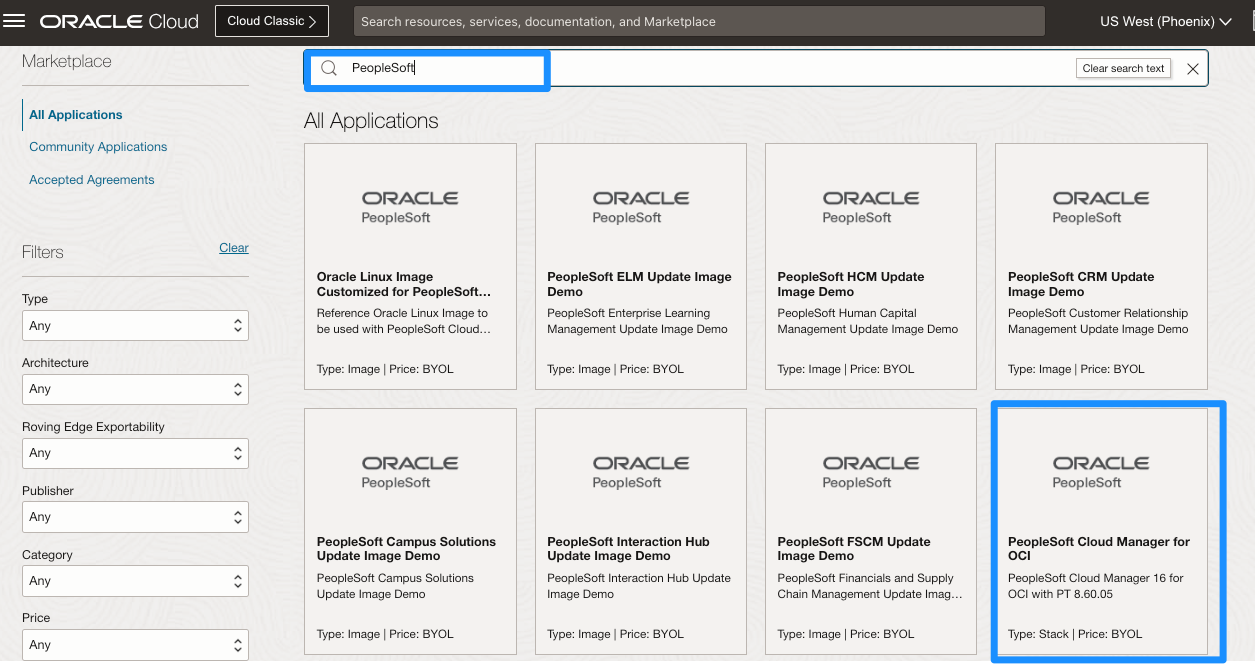 ORACLE Cloud
Cloud Classic
Search resources, services, documentation, and Marketplace
US West (Phoenix)
Marketplace
All Applications
Community Applications
Accepted Agreements
Filters
Clear
Type
Any
Architecture
Any
Roving Edge Exportability
Any
Publisher
Any
Category
Any
Price
Any
PeopleSoft
Clear search text
All Applications
ORACLE
PeopleSoft
Oracle Linux Image
Customized for PeopleSoft...
Reference Oracle Linux Image to
be used with PeopleSoft Cloud...
Type: Image | Price: BYOL
ORACLE
PeopleSoft
PeopleSoft ELM Update Image
Demo
PeopleSoft Enterprise Learning
Management Update Image Demo
Type: Image | Price: BYOL
ORACLE
PeopleSoft
PeopleSoft HCM Update
Image Demo
PeopleSoft Human Capital
Management Update Image Demo
Type: Image | Price: BYOL
ORACLE
PeopleSoft
PeopleSoft CRM Update
Image Demo
PeopleSoft Customer Relationship
Management Update Image Demo
Type: Image | Price: BYOL
ORACLE
PeopleSoft
PeopleSoft Campus Solutions
Update Image Demo
PeopleSoft Campus Solutions
Update Image Demo
Type: Image | Price: BYOL
ORACLE
PeopleSoft
PeopleSoft Interaction Hub
Update Image Demo
PeopleSoft Interaction Hub Update
Image Demo
Type: Image | Price: BYOL
ORACLE
PeopleSoft
PeopleSoft FSCM Update
Image Demo
PeopleSoft Financials and Supply
Chain Management Update Imag...
Type: Image | Price: BYOL
ORACLE
PeopleSoft
PeopleSoft Cloud Manager for
OCI
PeopleSoft Cloud Manager 16 for
OCI with PT 8.60.05
Type: Stack | Price: BYOL